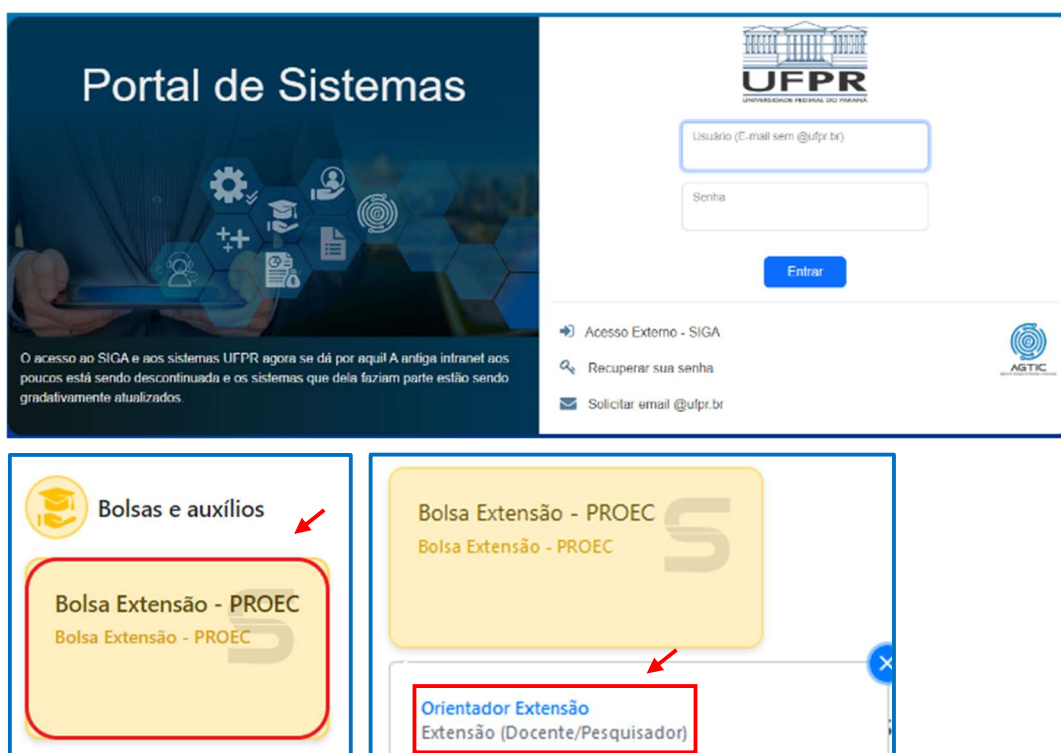 Portal de Sistemas
O acesso ao SIGA e aos sistemas UFPR agora se dá por aqui! A antiga intranet aos
poucos está sendo descontinuada e os sistemas que dela faziam parte estão sendo
gradativamente atualizados.
UFPR
UNIVERSIDADE FEDERAL DO PARANÁ
Usuário (E-mail sem @ufpr.br)
Senha
Entrar
Acesso Externo - SIGA
Recuperar sua senha
Solicitar email @ufpr.br
AGTIC
Bolsas e auxílios
Bolsa Extensão - PROEC
Bolsa Extensão - PROEC
Bolsa Extensão - PROEC
Bolsa Extensão - PROEC
Orientador Extensão
Extensão (Docente/Pesquisador)